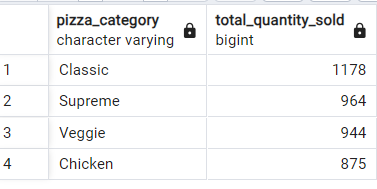 pizza_category total_quantity_sold
character varying bigint
1 Classic 1178
2 Supreme 964
3 Veggie 944
4 Chicken 875